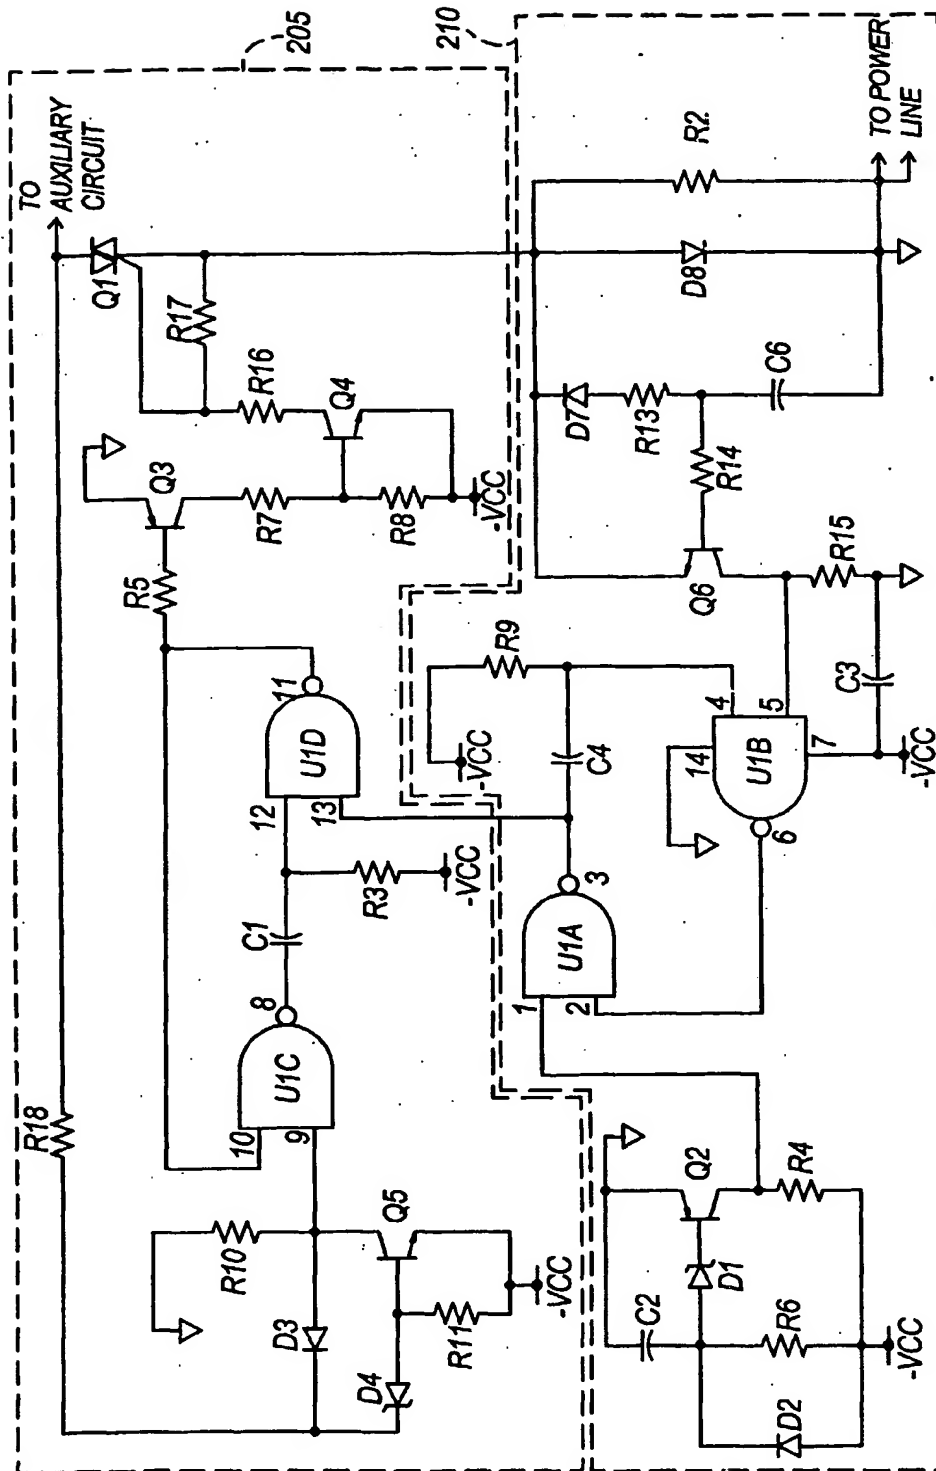 205
210
TO
AUXILIARY
CIRCUIT
Q1
R17
R16
Q4
Q3
R7
R8
-VCC
R5
11
U1D
12
13
R3
-VCC
C1
8
U1C
10
9
R18
R10
D3
Q5
D4
R11
-VCC
TO POWER
LINE
R2
D8
D7
R13
C6
R14
Q6
R15
C3
-VCC
R9
-VCC
C4
4
5
14
U1B
7
6
3
U1A
1
2
Q2
R4
D1
C2
R6
D2
-VCC